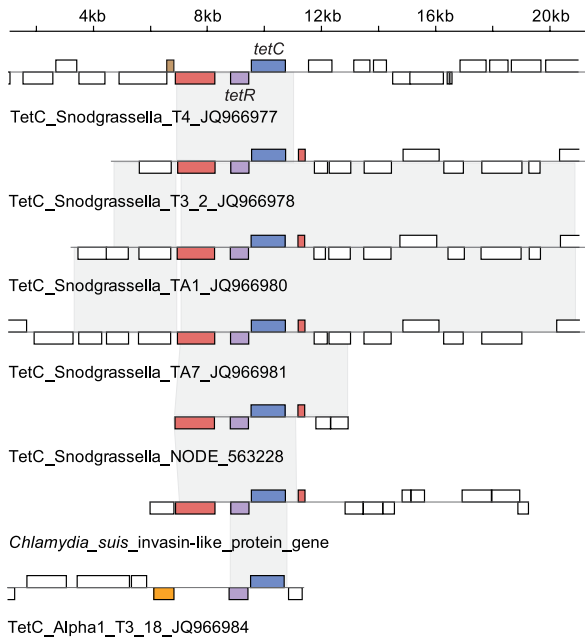 4kb 8kb 12kb 16kb 20kb
tetC
tetR
TetC_Snodgrassella_T4_JQ966977
TetC_Snodgrassella_T3_2_JQ966978
TetC_Snodgrassella_TA1_JQ966980
TetC_Snodgrassella_TA7_JQ966981
TetC_Snodgrassella_NODE_563228
Chlamydia_suis_invasin-like_protein_gene
TetC_Alpha1_T3_18_JQ966984